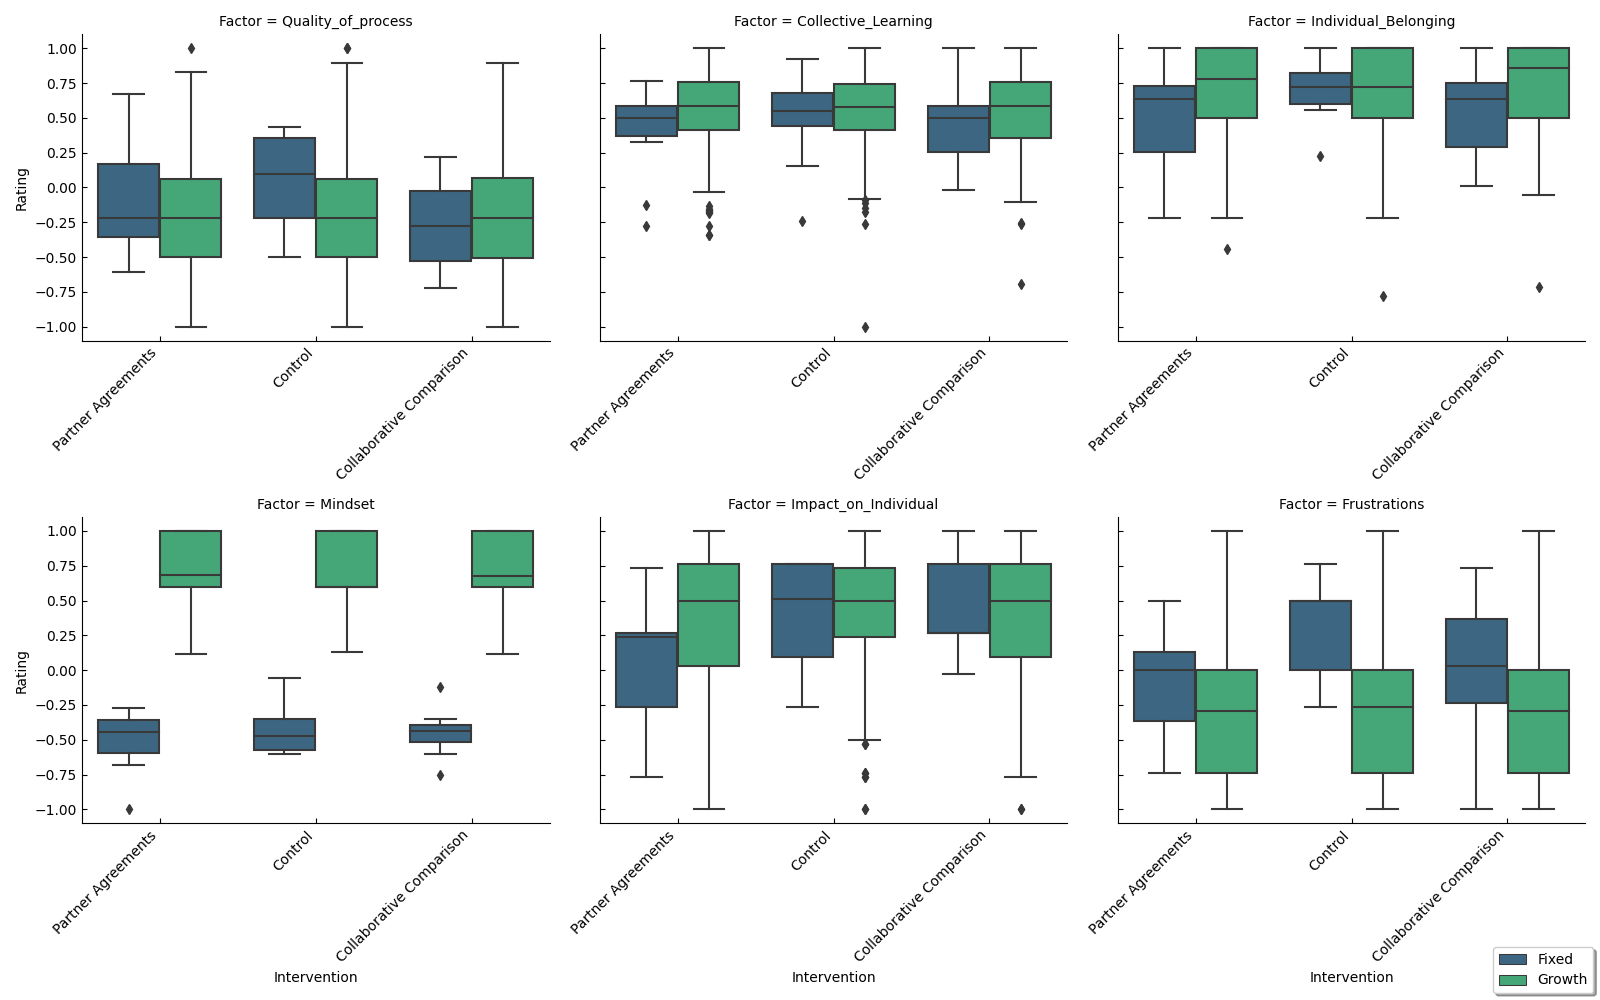 Factor = Quality_of_process
Factor = Collective_Learning
Factor = Individual_Belonging
1.00
0.75
0.50
0.25
0.00
−0.25
−0.50
−0.75
−1.00
Rating
Partner Agreements
Control
Collaborative Comparison
Partner Agreements
Control
Collaborative Comparison
Partner Agreements
Control
Collaborative Comparison
Factor = Mindset
Factor = Impact_on_Individual
Factor = Frustrations
1.00
0.75
0.50
0.25
0.00
−0.25
−0.50
−0.75
−1.00
Rating
Partner Agreements
Control
Collaborative Comparison
Partner Agreements
Control
Collaborative Comparison
Partner Agreements
Control
Collaborative Comparison
Intervention
Intervention
Intervention
Fixed
Growth